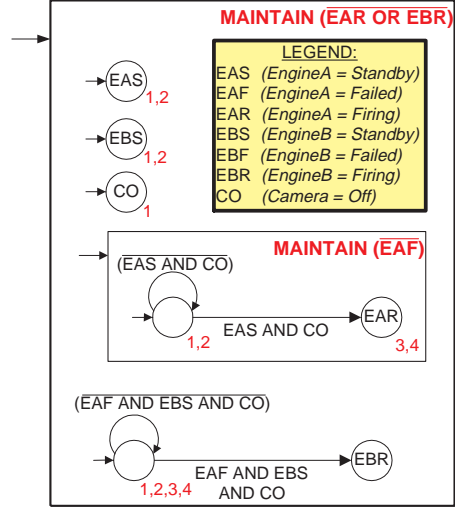 MAINTAIN (EAR OR EBR)
LEGEND:
EAS (EngineA = Standby)
EAF (EngineA = Failed)
EAR (EngineA = Firing)
EBS (EngineB = Standby)
EBF (EngineB = Failed)
EBR (EngineB = Firing)
CO (Camera = Off)
EAS
1,2
EBS
1,2
CO
1
MAINTAIN (EAF)
(EAS AND CO)
EAS AND CO
EAR
1,2
3,4
(EAF AND EBS AND CO)
EAF AND EBS
AND CO
EBR
1,2,3,4